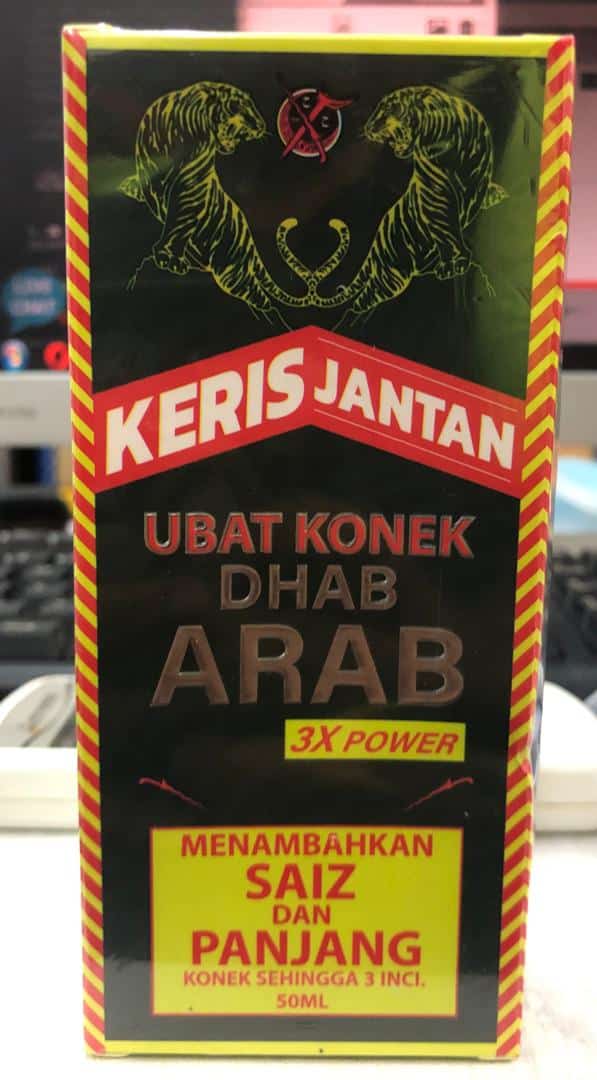 KERIS JANTAN
UBAT KONEK
DHAB
ARAB
3X POWER
MENAMBAHKAN
SAIZ
DAN
PANJANG
KONEK SEHINGGA 3 INCI.
50ML